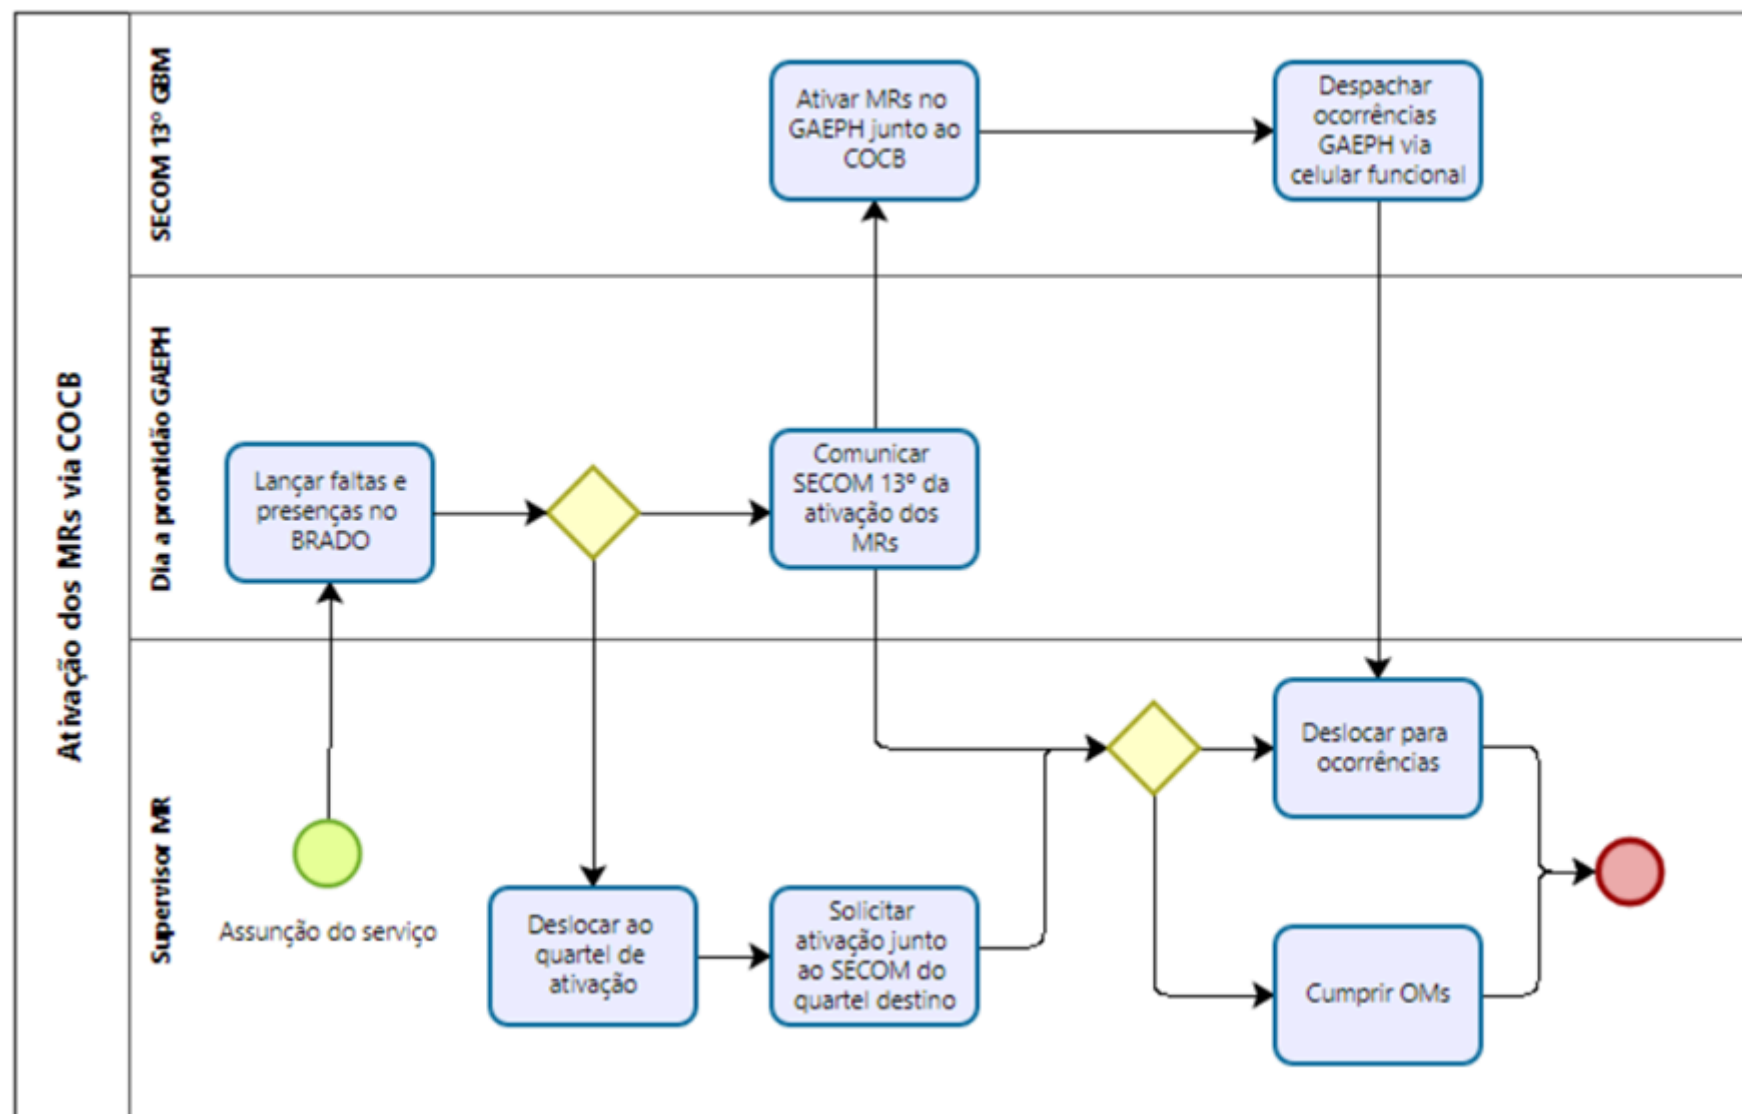 Ativação dos MRs via COCB
SECOM 13º GBM
Ativar MRs no
GAEPH junto ao
COCB
Despachar
ocorrências
GAEPH via
celular funcional
Dia a prontidão GAEPH
Lançar faltas e
presenças no
BRADO
Comunicar
SECOM 13º da
ativação dos
MRs
Supervisor MR
Assunção do serviço
Deslocar ao
quartel de
ativação
Solicitar
ativação junto
ao SECOM do
quartel destino
Deslocar para
ocorrências
Cumprir OMs